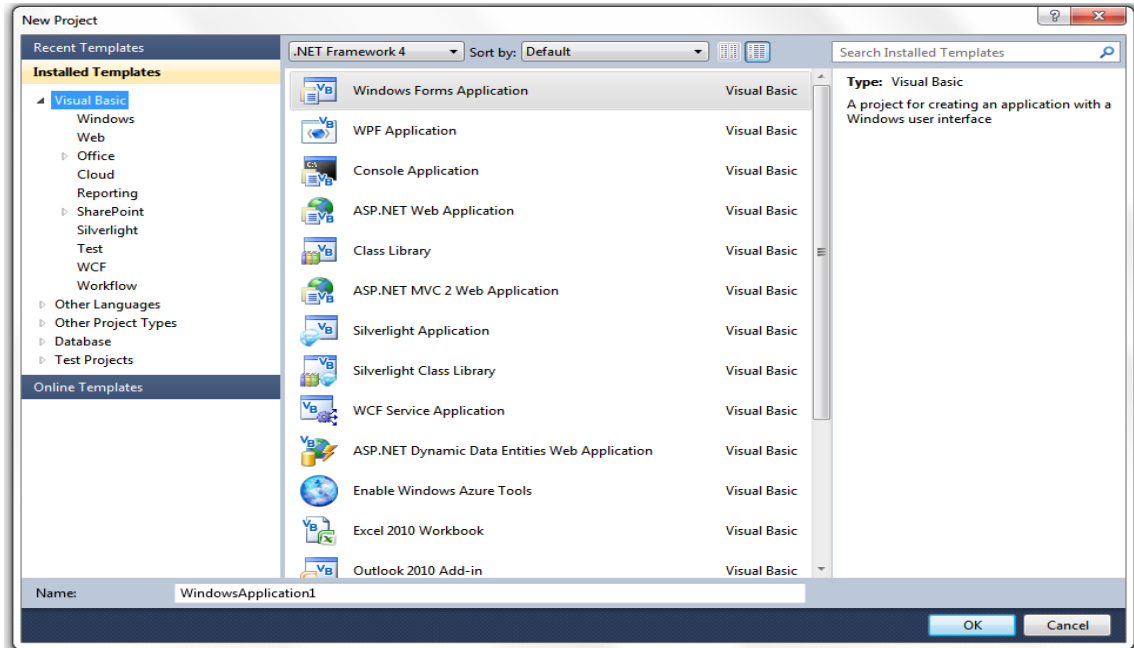 New Project
Recent Templates
Installed Templates
Visual Basic
Windows
Web
Office
Cloud
Reporting
SharePoint
Silverlight
Test
WCF
Workflow
Other Languages
Other Project Types
Database
Test Projects
Online Templates
.NET Framework 4 Sort by: Default
Windows Forms Application Visual Basic
WPF Application Visual Basic
Console Application Visual Basic
ASP.NET Web Application Visual Basic
Class Library Visual Basic
ASP.NET MVC 2 Web Application Visual Basic
Silverlight Application Visual Basic
Silverlight Class Library Visual Basic
WCF Service Application Visual Basic
ASP.NET Dynamic Data Entities Web Application Visual Basic
Enable Windows Azure Tools Visual Basic
Excel 2010 Workbook Visual Basic
Outlook 2010 Add-in Visual Basic
Search Installed Templates
Type: Visual Basic
A project for creating an application with a
Windows user interface
Name: WindowsApplication1
OK Cancel